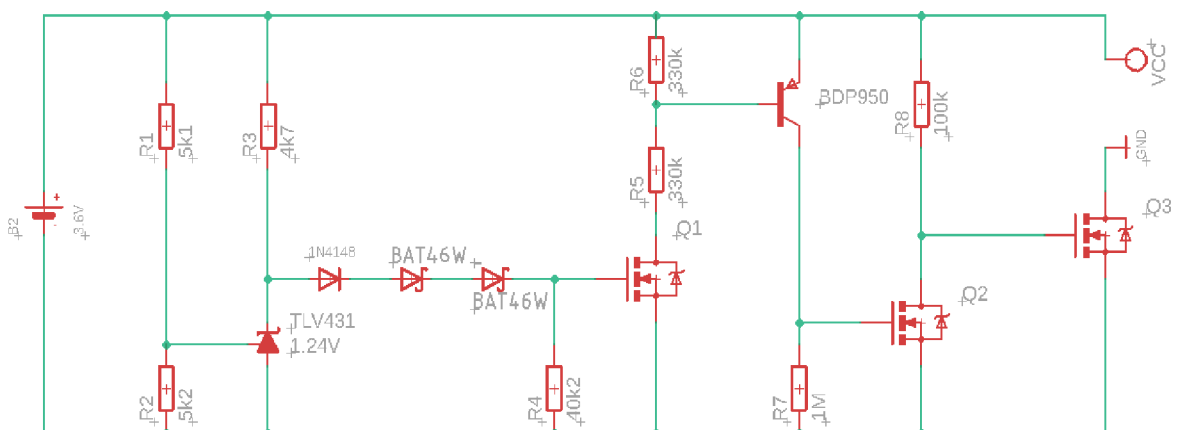 B2
3.6V
R1
5k1
R2
5k2
R3
4k7
TLV431
1.24V
1N4148
BAT46W
BAT46W
R4
40k2
R6
330k
R5
330k
Q1
BDP950
R7
1M
R8
100k
Q2
Q3
VCC
GND